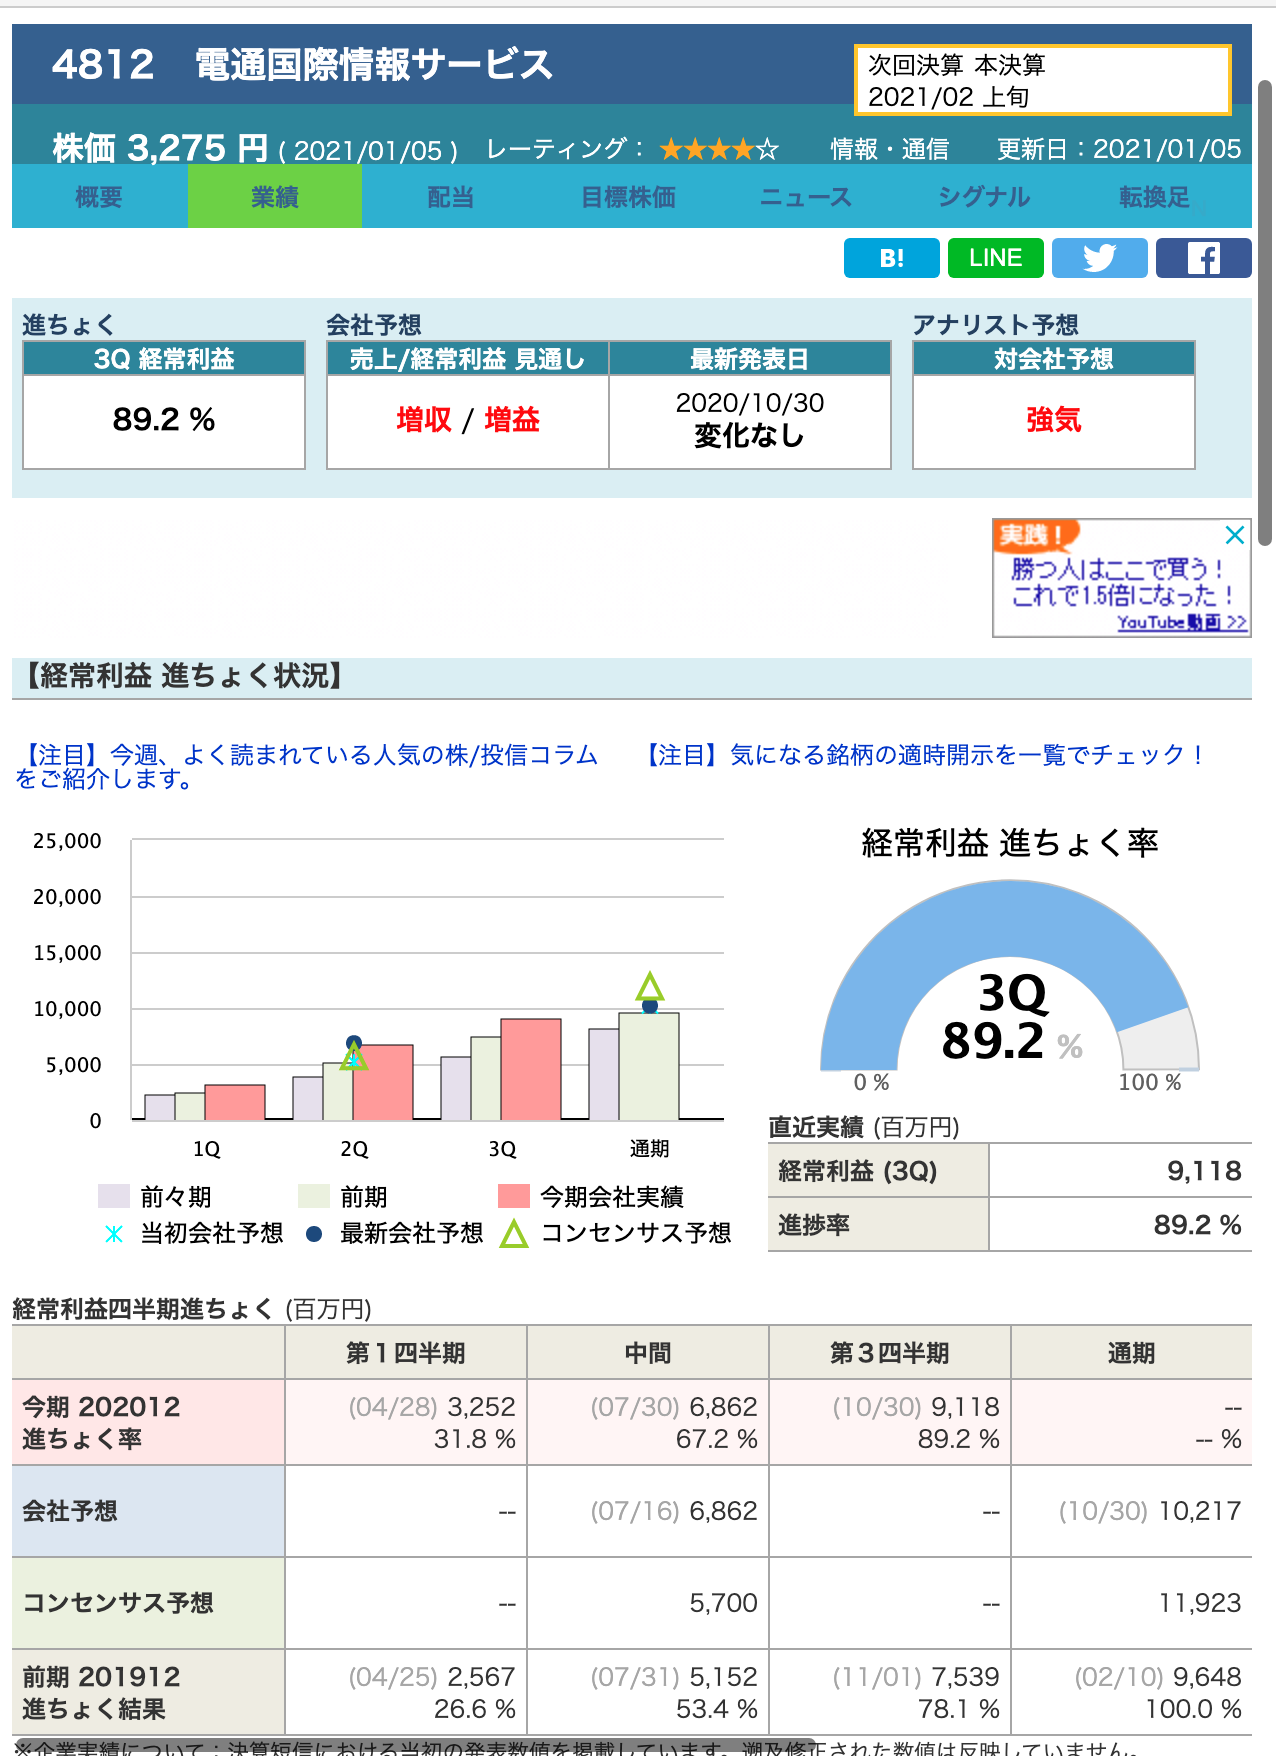 4812　電通国際情報サービス
次回決算 本決算
2021/02 上旬
株価 3,275 円 ( 2021/01/05 )　レーティング： ★★★★☆　情報・通信　更新日：2021/01/05
概要　業績　配当　目標株価　ニュース　シグナル　転換足
B!　LINE
進ちょく　会社予想　アナリスト予想
3Q 経常利益　売上/経常利益 見通し　最新発表日　対会社予想
89.2 %　増収 / 増益　2020/10/30　強気
変化なし
実践！
勝つ人はここで買う！
これで1.5倍になった！
YouTube動画 >>
【経常利益 進ちょく状況】
【注目】今週、よく読まれている人気の株/投信コラム
をご紹介します。
【注目】気になる銘柄の適時開示を一覧でチェック！
25,000
20,000
15,000
10,000
5,000
0
1Q　2Q　3Q　通期
前々期　前期　今期会社実績
当初会社予想　最新会社予想　コンセンサス予想
経常利益 進ちょく率
3Q
89.2 %
0 %　100 %
直近実績 (百万円)
経常利益 (3Q)　9,118
進捗率　89.2 %
経常利益四半期進ちょく (百万円)
第１四半期　中間　第３四半期　通期
今期 202012　(04/28) 3,252　(07/30) 6,862　(10/30) 9,118　--
進ちょく率　31.8 %　67.2 %　89.2 %　-- %
会社予想　--　(07/16) 6,862　--　(10/30) 10,217
コンセンサス予想　--　5,700　--　11,923
前期 201912　(04/25) 2,567　(07/31) 5,152　(11/01) 7,539　(02/10) 9,648
進ちょく結果　26.6 %　53.4 %　78.1 %　100.0 %
※企業実績について：決算短信における当初の発表数値を掲載しています。遡及修正された数値は反映していません。